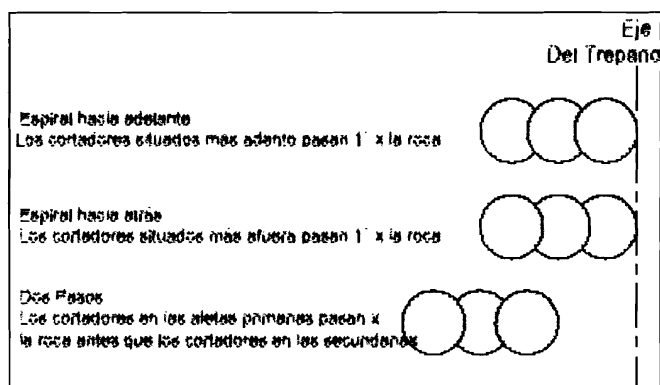 Eje
Del Trepano
Espiral hacia adelante
Los cortadores situados más adentro pasan 1° x la roca
Espiral hacia atrás
Los cortadores situados más afuera pasan 1° x la roca
Dos Pasos
Los cortadores en las aletas primarias pasan x
la roca antes que los cortadores en las secundarias